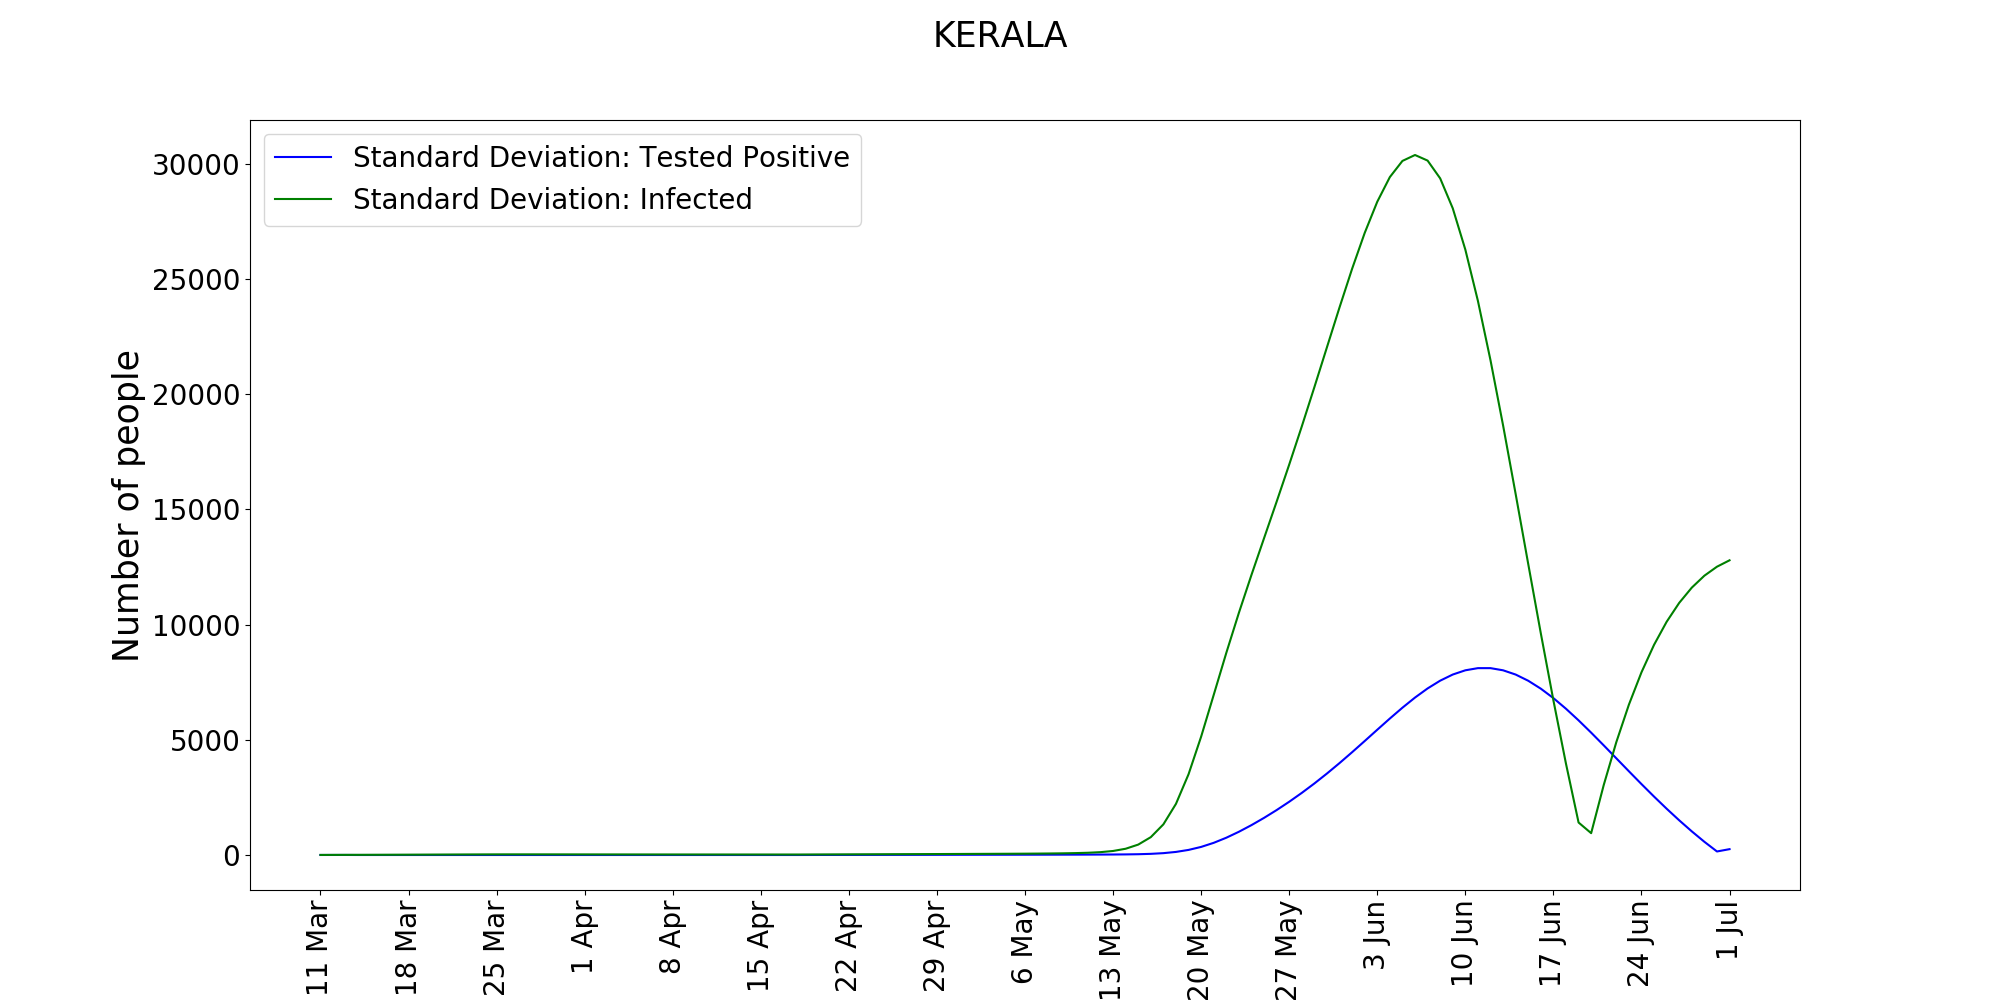 KERALA
Standard Deviation: Tested Positive
Standard Deviation: Infected
Number of people
30000
25000
20000
15000
10000
5000
0
11 Mar
18 Mar
25 Mar
1 Apr
8 Apr
15 Apr
22 Apr
29 Apr
6 May
13 May
20 May
27 May
3 Jun
10 Jun
17 Jun
24 Jun
1 Jul